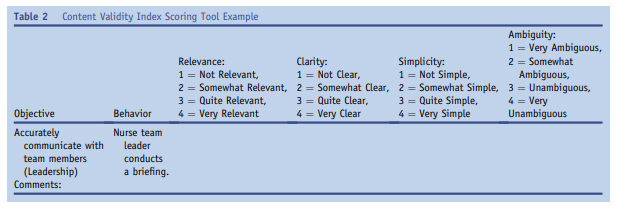 Table 2 Content Validity Index Scoring Tool Example
Ambiguity:
1 = Very Ambiguous,
Relevance: Clarity: Simplicity: 2 = Somewhat
1 = Not Relevant, 1 = Not Clear, 1 = Not Simple, Ambiguous,
2 = Somewhat Relevant, 2 = Somewhat Clear, 2 = Somewhat Simple, 3 = Unambiguous,
3 = Quite Relevant, 3 = Quite Clear, 3 = Quite Simple, 4 = Very
Objective Behavior 4 = Very Relevant 4 = Very Clear 4 = Very Simple Unambiguous
Accurately Nurse team
communicate with leader
team members conducts
(Leadership) a briefing.
Comments: